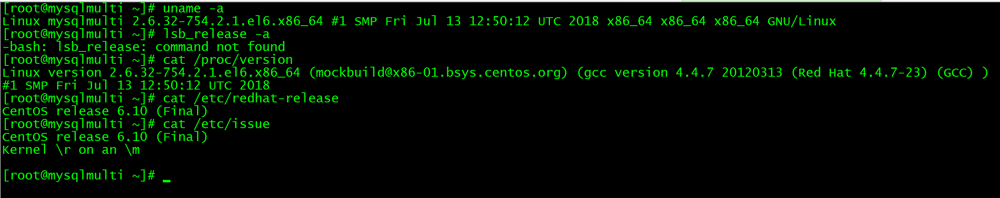 [root@mysqlmulti ~]# uname -a
Linux mysqlmulti 2.6.32-754.2.1.el6.x86_64 #1 SMP Fri Jul 13 12:50:12 UTC 2018 x86_64 x86_64 x86_64 GNU/Linux
[root@mysqlmulti ~]# lsb_release -a
-bash: lsb_release: command not found
[root@mysqlmulti ~]# cat /proc/version
Linux version 2.6.32-754.2.1.el6.x86_64 (mockbuild@x86-01.bsys.centos.org) (gcc version 4.4.7 20120313 (Red Hat 4.4.7-23) (GCC) )
#1 SMP Fri Jul 13 12:50:12 UTC 2018
[root@mysqlmulti ~]# cat /etc/redhat-release
CentOS release 6.10 (Final)
[root@mysqlmulti ~]# cat /etc/issue
CentOS release 6.10 (Final)
Kernel \r on an \m
[root@mysqlmulti ~]# _